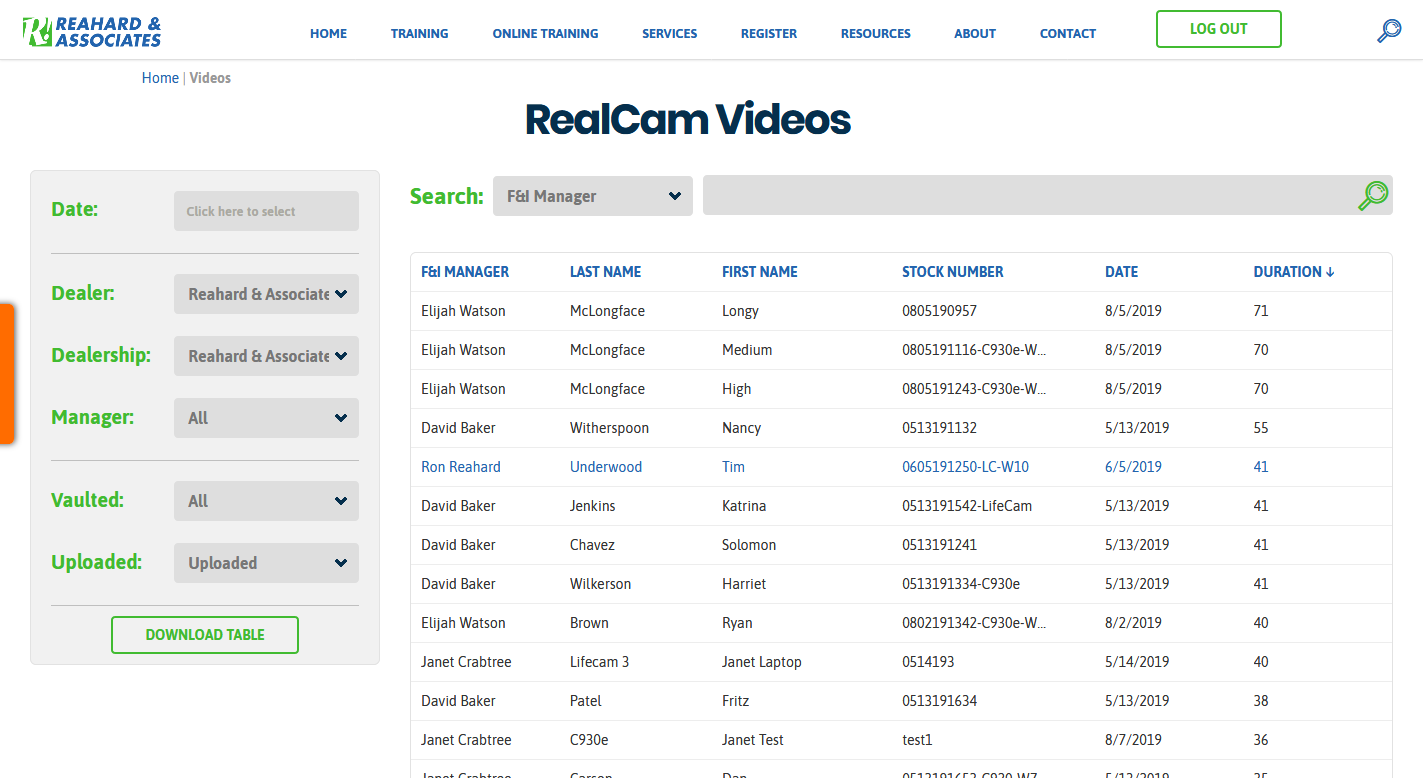 REAHARD &
ASSOCIATES
HOME TRAINING ONLINE TRAINING SERVICES REGISTER RESOURCES ABOUT CONTACT LOG OUT
Home | Videos
RealCam Videos
Date: Click here to select
Dealer: Reahard & Associate
Dealership: Reahard & Associate
Manager: All
Vaulted: All
Uploaded: Uploaded
DOWNLOAD TABLE
Search: F&I Manager
F&I MANAGER LAST NAME FIRST NAME STOCK NUMBER DATE DURATION ↓
Elijah Watson McLongface Longy 0805190957 8/5/2019 71
Elijah Watson McLongface Medium 0805191116-C930e-W... 8/5/2019 70
Elijah Watson McLongface High 0805191243-C930e-W... 8/5/2019 70
David Baker Witherspoon Nancy 0513191132 5/13/2019 55
Ron Reahard Underwood Tim 0605191250-LC-W10 6/5/2019 41
David Baker Jenkins Katrina 0513191542-LifeCam 5/13/2019 41
David Baker Chavez Solomon 0513191241 5/13/2019 41
David Baker Wilkerson Harriet 0513191334-C930e 5/13/2019 41
Elijah Watson Brown Ryan 0802191342-C930e-W... 8/2/2019 40
Janet Crabtree Lifecam 3 Janet Laptop 0514193 5/14/2019 40
David Baker Patel Fritz 0513191634 5/13/2019 38
Janet Crabtree C930e Janet Test test1 8/7/2019 36